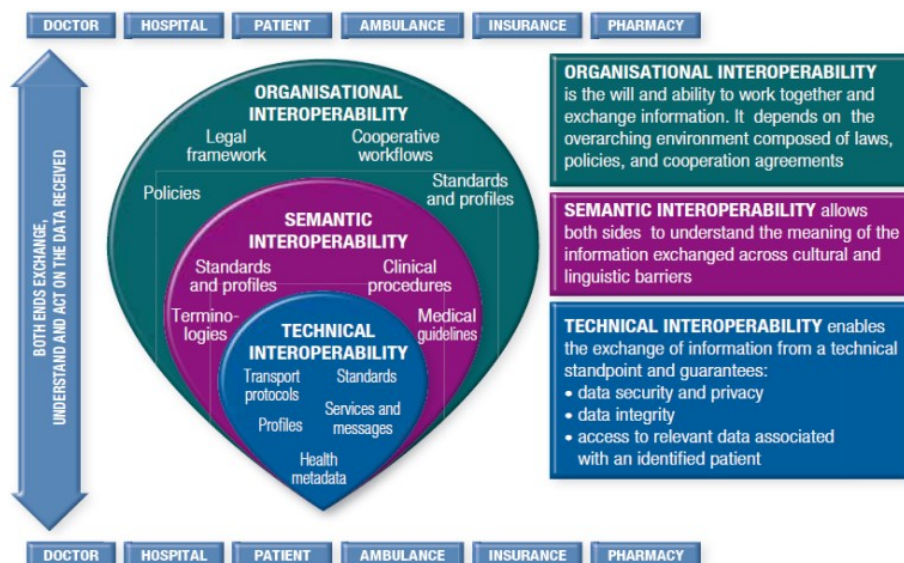 DOCTOR HOSPITAL PATIENT AMBULANCE INSURANCE PHARMACY
BOTH ENDS EXCHANGE,
UNDERSTAND AND ACT ON THE DATA RECEIVED
ORGANISATIONAL
INTEROPERABILITY
Legal
framework
Cooperative
workflows
Policies
Standards
and profiles
SEMANTIC
INTEROPERABILITY
Standards
and profiles
Clinical
procedures
Termino-
logies
Medical
guidelines
TECHNICAL
INTEROPERABILITY
Transport
protocols
Standards
Profiles
Services and
messages
Health
metadata
ORGANISATIONAL INTEROPERABILITY
is the will and ability to work together and
exchange information. It depends on the
overarching environment composed of laws,
policies, and cooperation agreements
SEMANTIC INTEROPERABILITY allows
both sides to understand the meaning of the
information exchanged across cultural and
linguistic barriers
TECHNICAL INTEROPERABILITY enables
the exchange of information from a technical
standpoint and guarantees:
• data security and privacy
• data integrity
• access to relevant data associated
with an identified patient
DOCTOR HOSPITAL PATIENT AMBULANCE INSURANCE PHARMACY